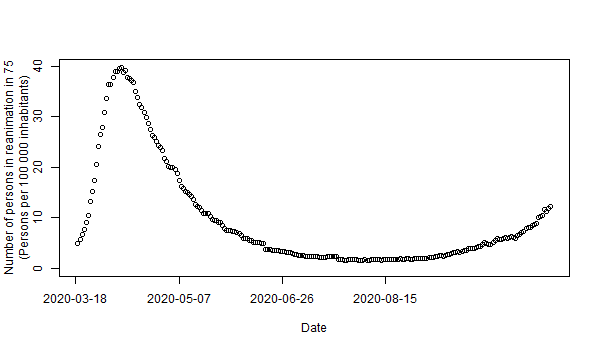 Number of persons in reanimation in 75
(Persons per 100 000 inhabitants)
40
30
20
10
0
2020-03-18 2020-05-07 2020-06-26 2020-08-15
Date